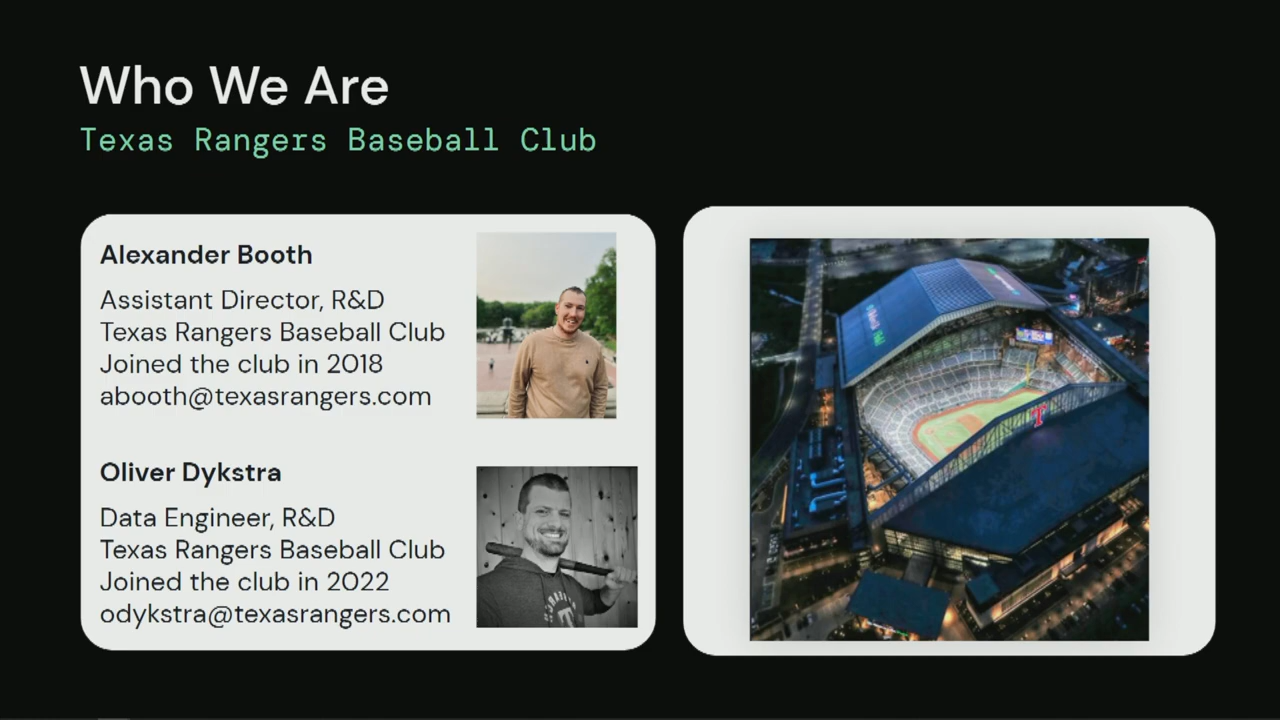 Who We Are
Texas Rangers Baseball Club
Alexander Booth
Assistant Director, R&D
Texas Rangers Baseball Club
Joined the club in 2018
abooth@texasrangers.com
Oliver Dykstra
Data Engineer, R&D
Texas Rangers Baseball Club
Joined the club in 2022
odykstra@texasrangers.com
T